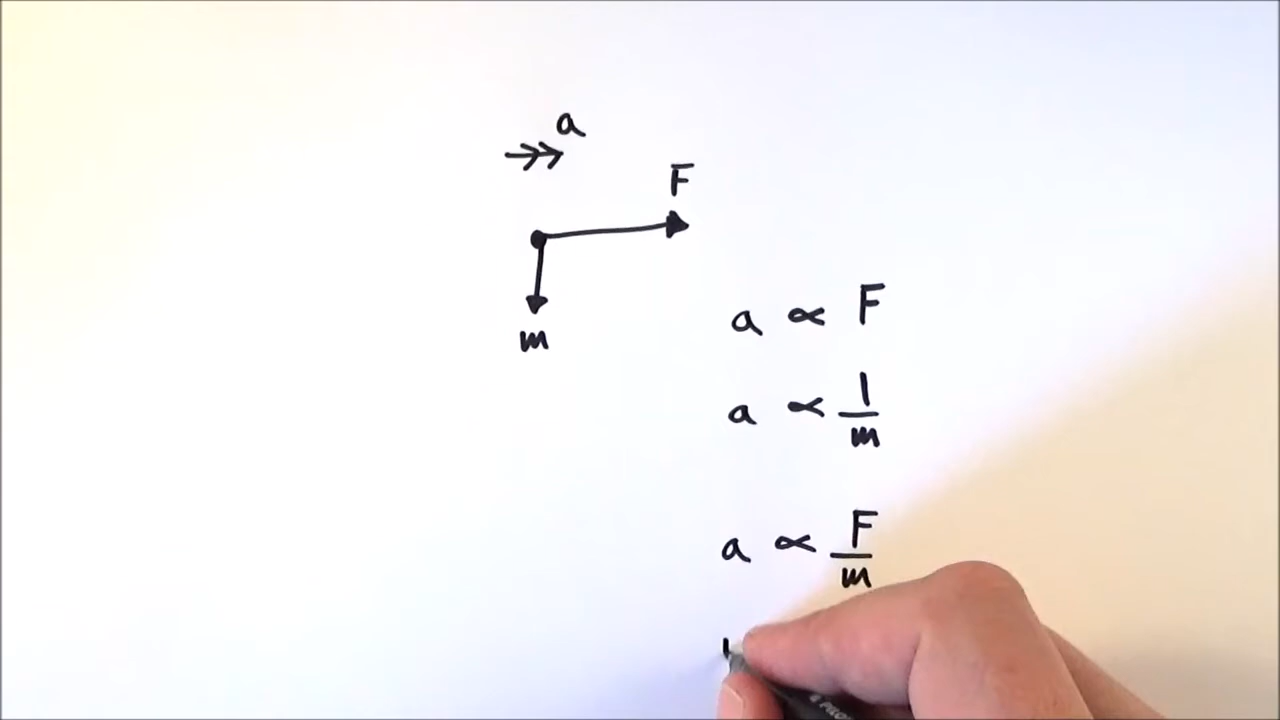 a
F
m
a ∝ F
a ∝ 1/m
a ∝ F/m